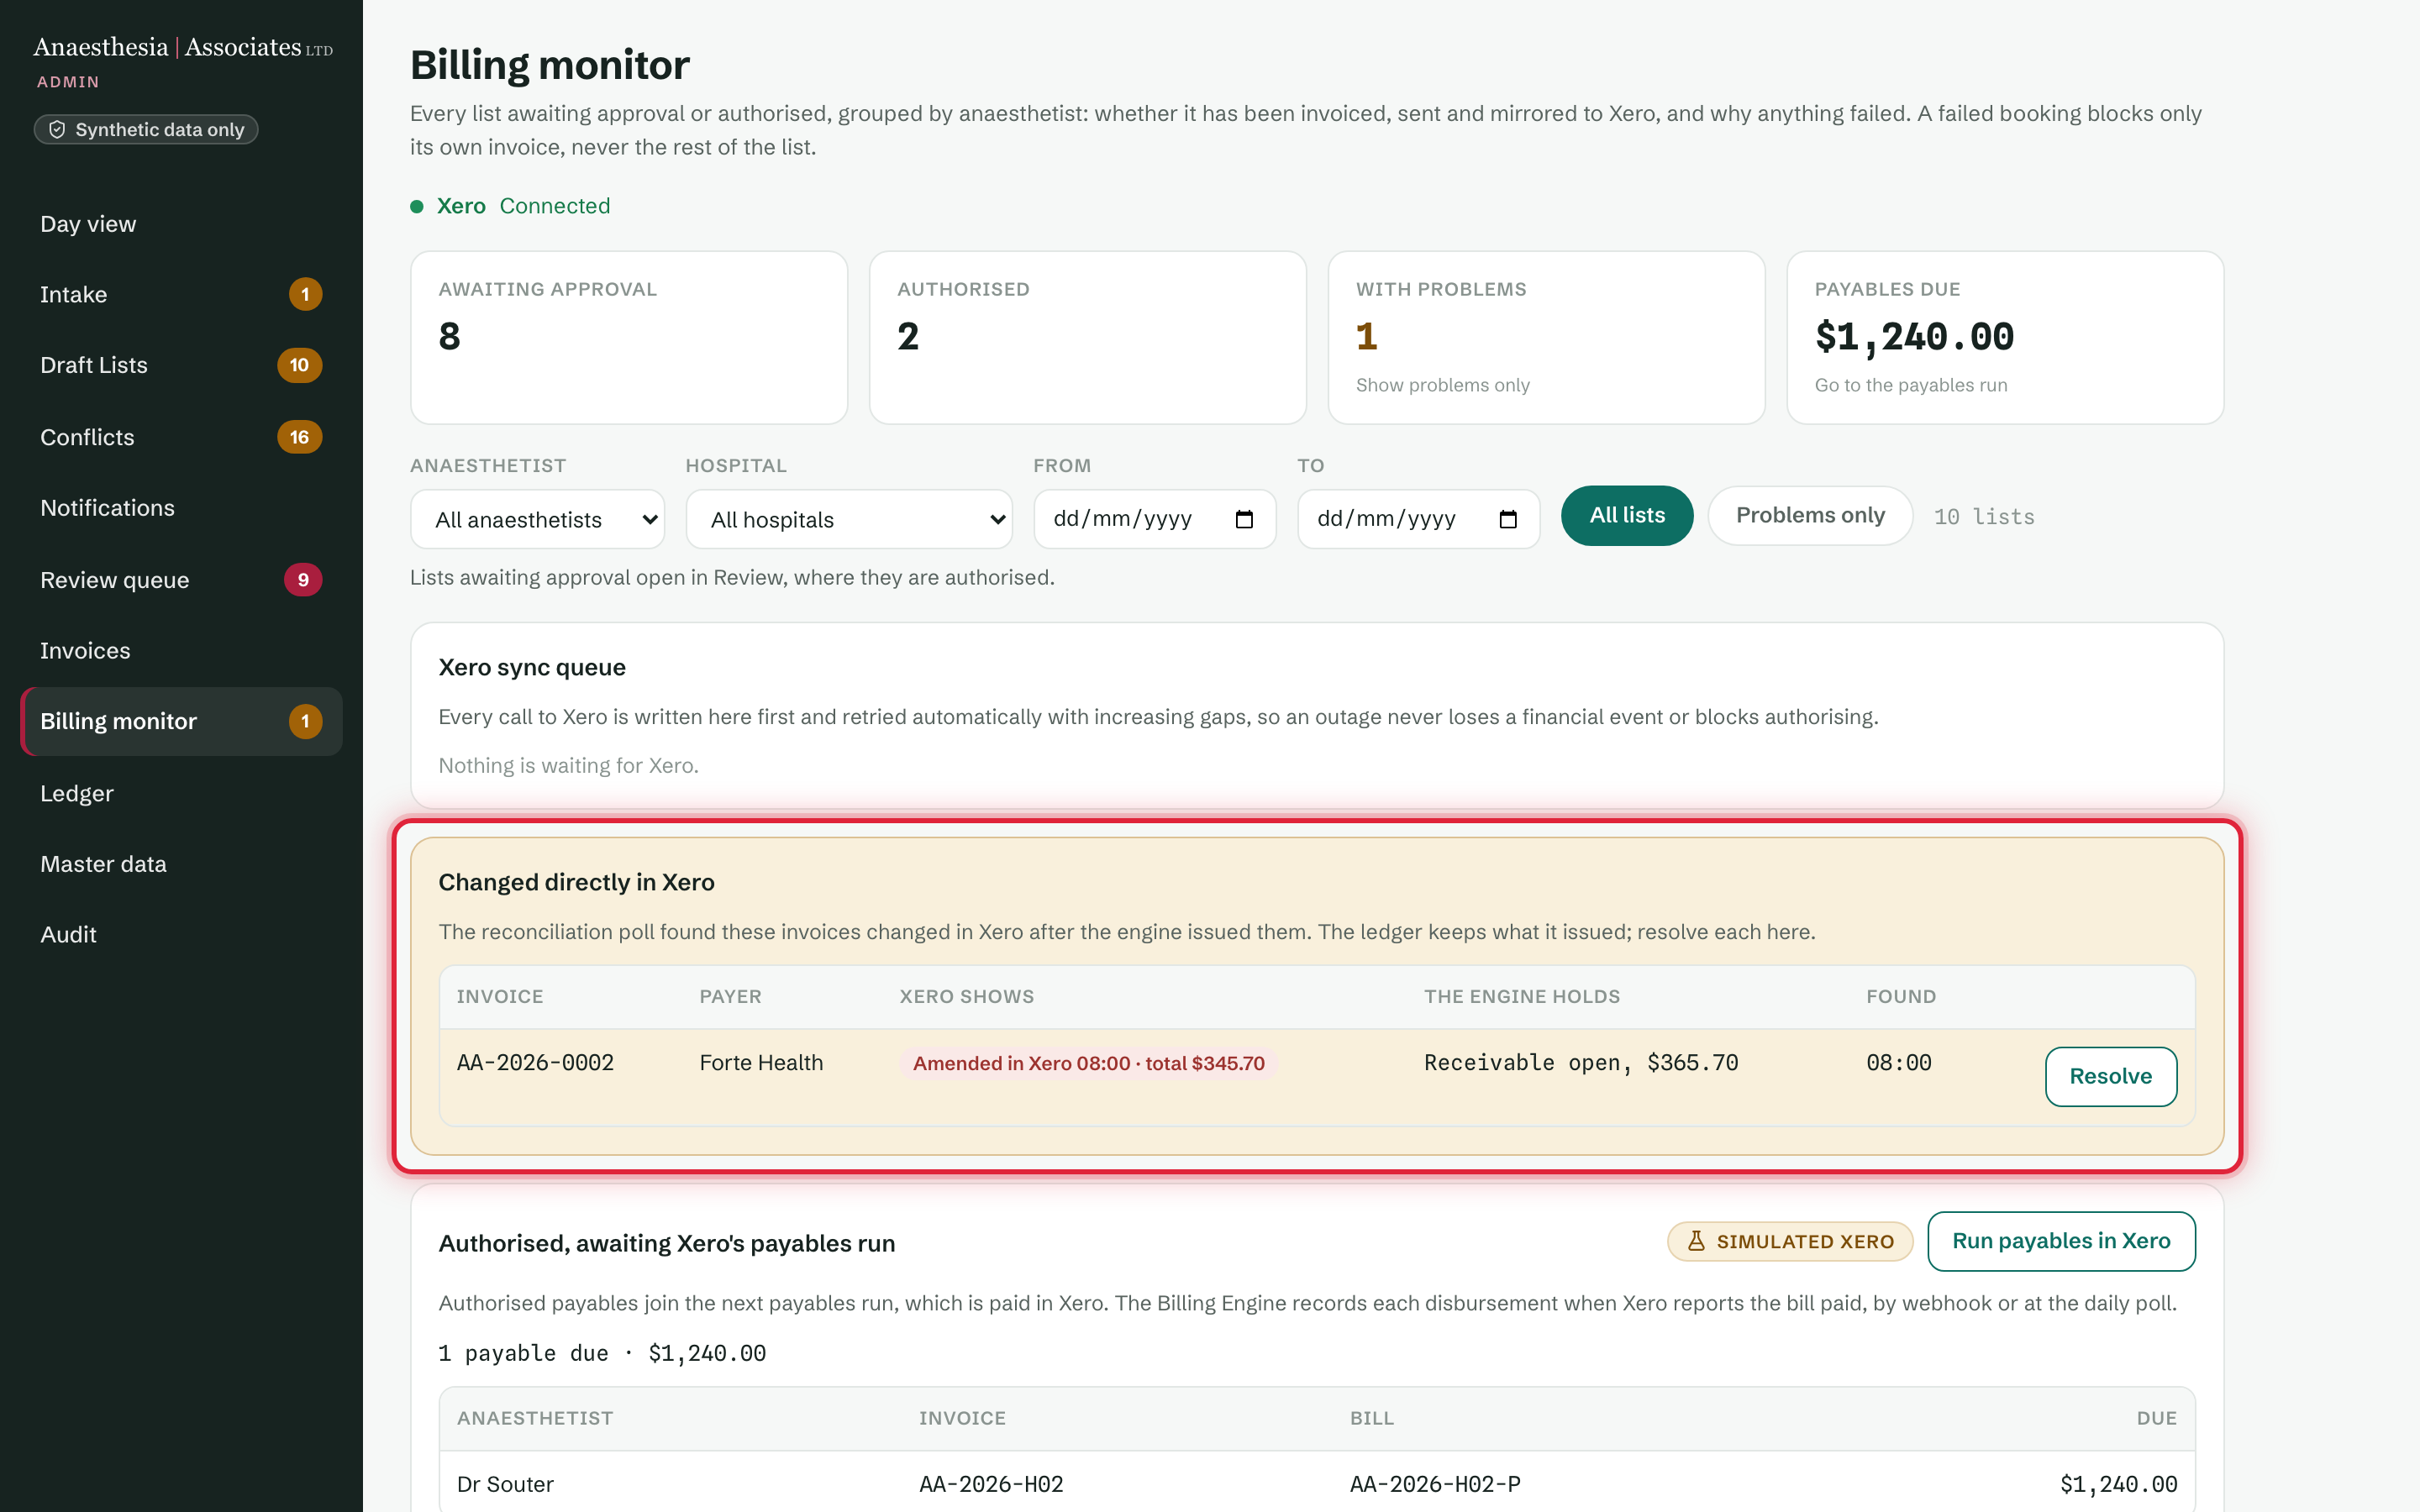 Anaesthesia | Associates LTD
ADMIN
Synthetic data only
Day view
Intake 1
Draft Lists 10
Conflicts 16
Notifications
Review queue 9
Invoices
Billing monitor 1
Ledger
Master data
Audit
Billing monitor
Every list awaiting approval or authorised, grouped by anaesthetist: whether it has been invoiced, sent and mirrored to Xero, and why anything failed. A failed booking blocks only
its own invoice, never the rest of the list.
Xero Connected
AWAITING APPROVAL
8
AUTHORISED
2
WITH PROBLEMS
1
Show problems only
PAYABLES DUE
$1,240.00
Go to the payables run
ANAESTHETIST HOSPITAL FROM TO
All anaesthetists All hospitals dd/mm/yyyy dd/mm/yyyy All lists Problems only 10 lists
Lists awaiting approval open in Review, where they are authorised.
Xero sync queue
Every call to Xero is written here first and retried automatically with increasing gaps, so an outage never loses a financial event or blocks authorising.
Nothing is waiting for Xero.
Changed directly in Xero
The reconciliation poll found these invoices changed in Xero after the engine issued them. The ledger keeps what it issued; resolve each here.
INVOICE PAYER XERO SHOWS THE ENGINE HOLDS FOUND
AA-2026-0002 Forte Health Amended in Xero 08:00 · total $345.70 Receivable open, $365.70 08:00 Resolve
Authorised, awaiting Xero's payables run SIMULATED XERO Run payables in Xero
Authorised payables join the next payables run, which is paid in Xero. The Billing Engine records each disbursement when Xero reports the bill paid, by webhook or at the daily poll.
1 payable due · $1,240.00
ANAESTHETIST INVOICE BILL DUE
Dr Souter AA-2026-H02 AA-2026-H02-P $1,240.00